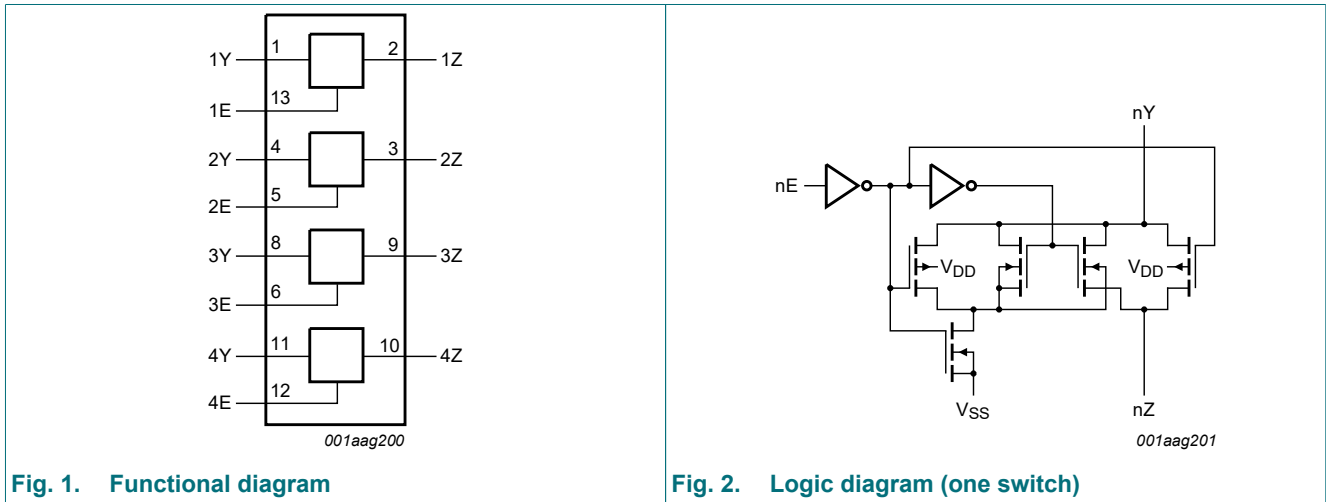 1Y 1 2 1Z
1E 13
2Y 4 3 2Z
2E 5
3Y 8 9 3Z
3E 6
4Y 11 10 4Z
4E 12
001aag200
Fig. 1. Functional diagram
nY
nE
VDD VDD
VSS nZ
001aag201
Fig. 2. Logic diagram (one switch)